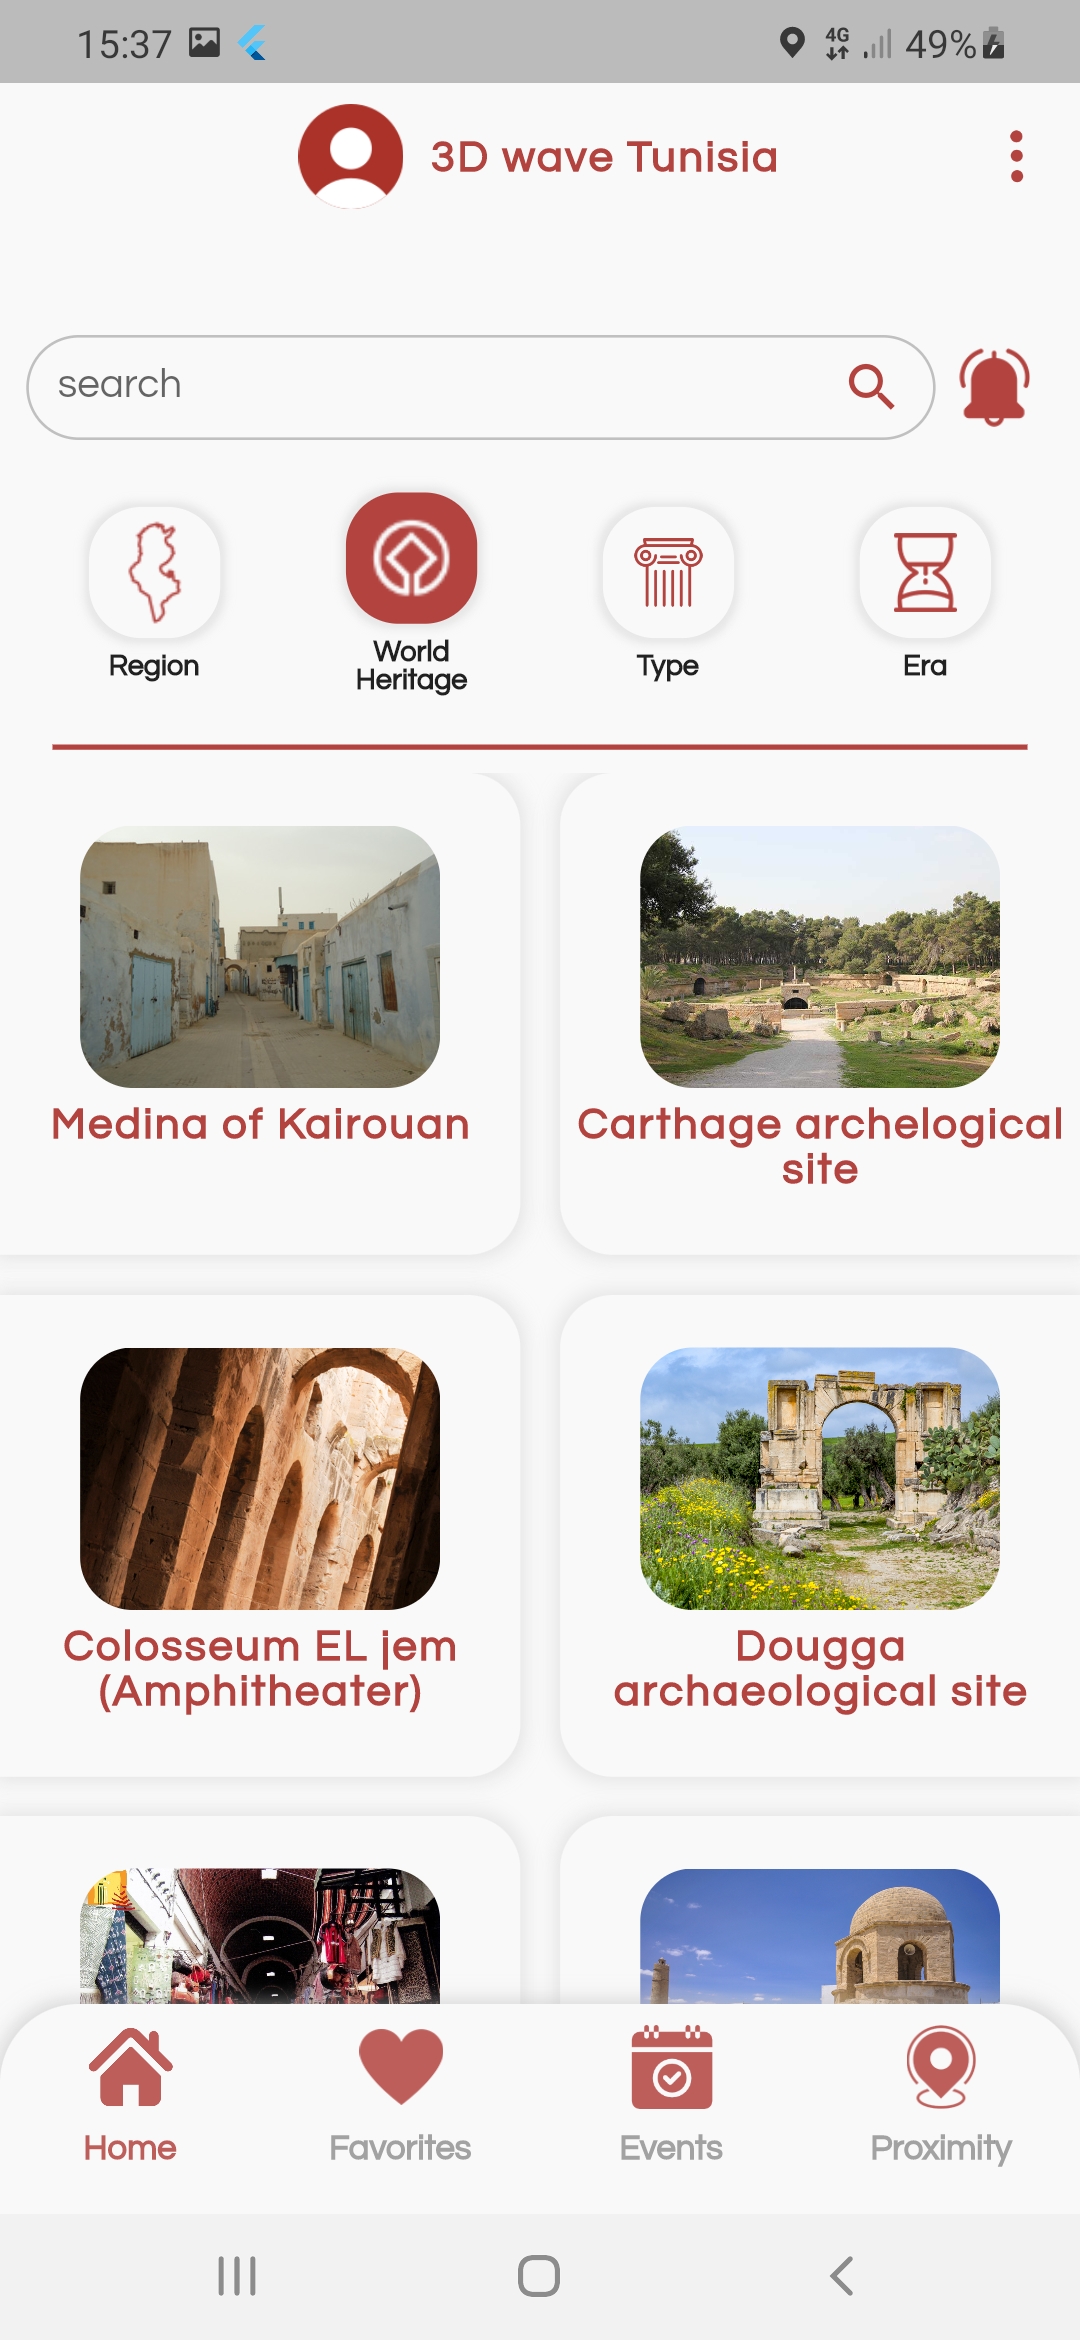 15:37
4G
49%
3D wave Tunisia
search
Region
World
Heritage
Type
Era
Medina of Kairouan
Carthage archelogical
site
Colosseum EL jem
(Amphitheater)
Dougga
archaeological site
Home
Favorites
Events
Proximity